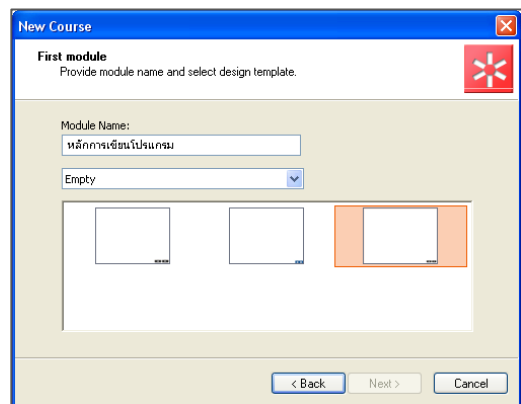 New Course
First module
Provide module name and select design template.
Module Name:
หลักการเขียนโปรแกรม
Empty
< Back
Next >
Cancel